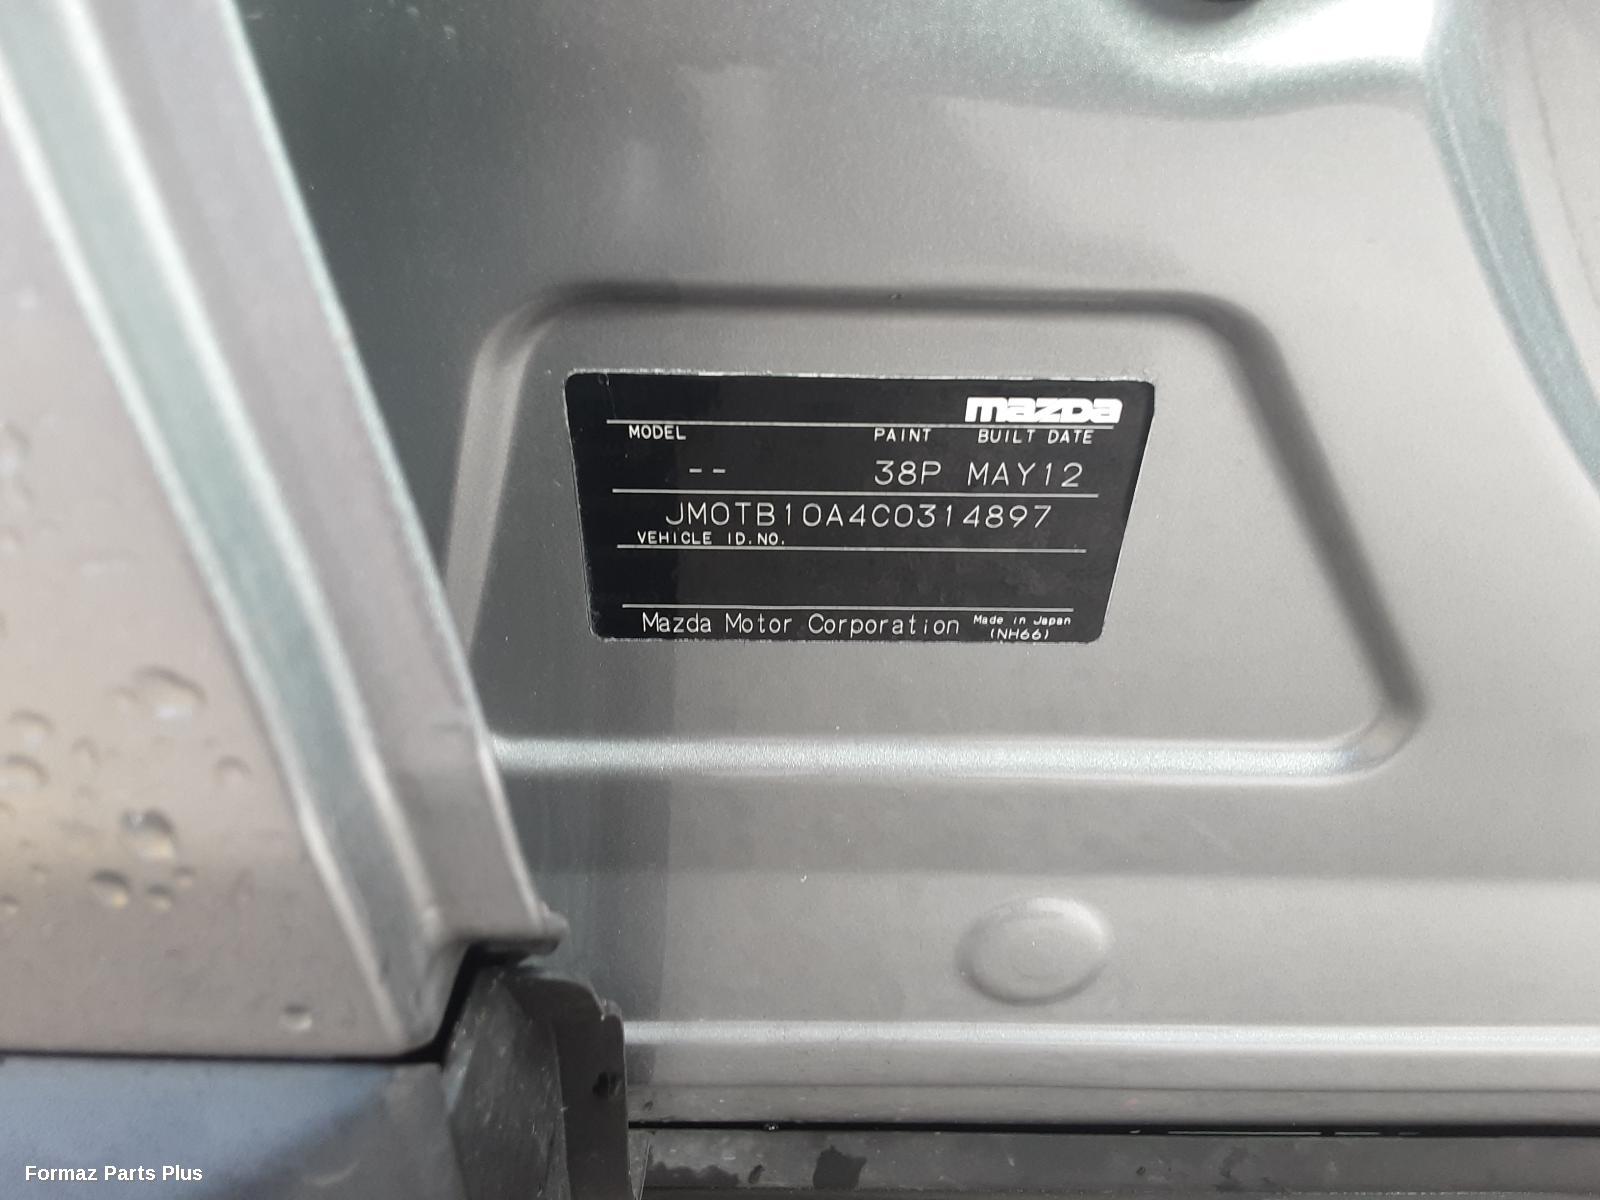 mazda
MODEL PAINT BUILT DATE
-- 38P MAY12
JM0TB10A4C0314897
VEHICLE ID.NO.
Mazda Motor Corporation Made in Japan
(NH66)
Formaz Parts Plus